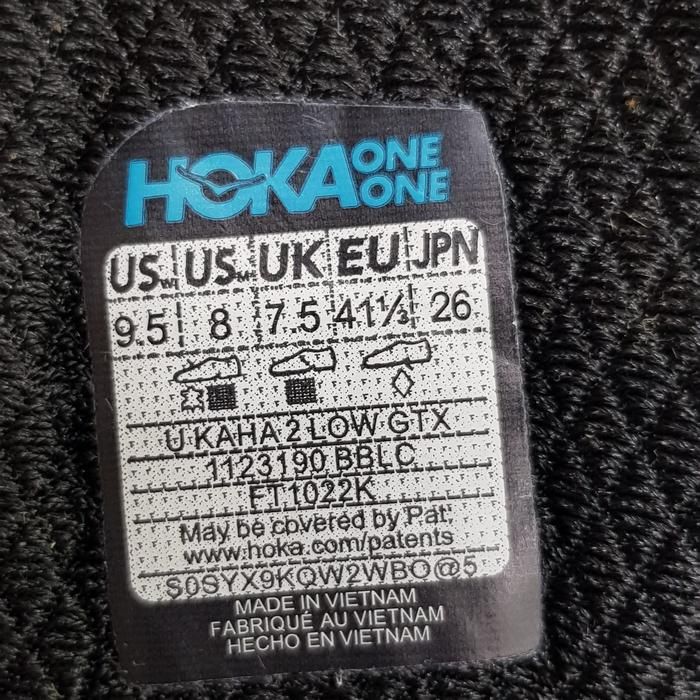 HOKA ONE ONE
US W US M UK EU JPN
9.5 8 7.5 41⅓ 26
U KAHA 2 LOW GTX
1123190 BBLC
FT1022K
May be covered by Pat:
www.hoka.com/patents
S0SYX9KQW2WBO@5
MADE IN VIETNAM
FABRIQUÉ AU VIETNAM
HECHO EN VIETNAM